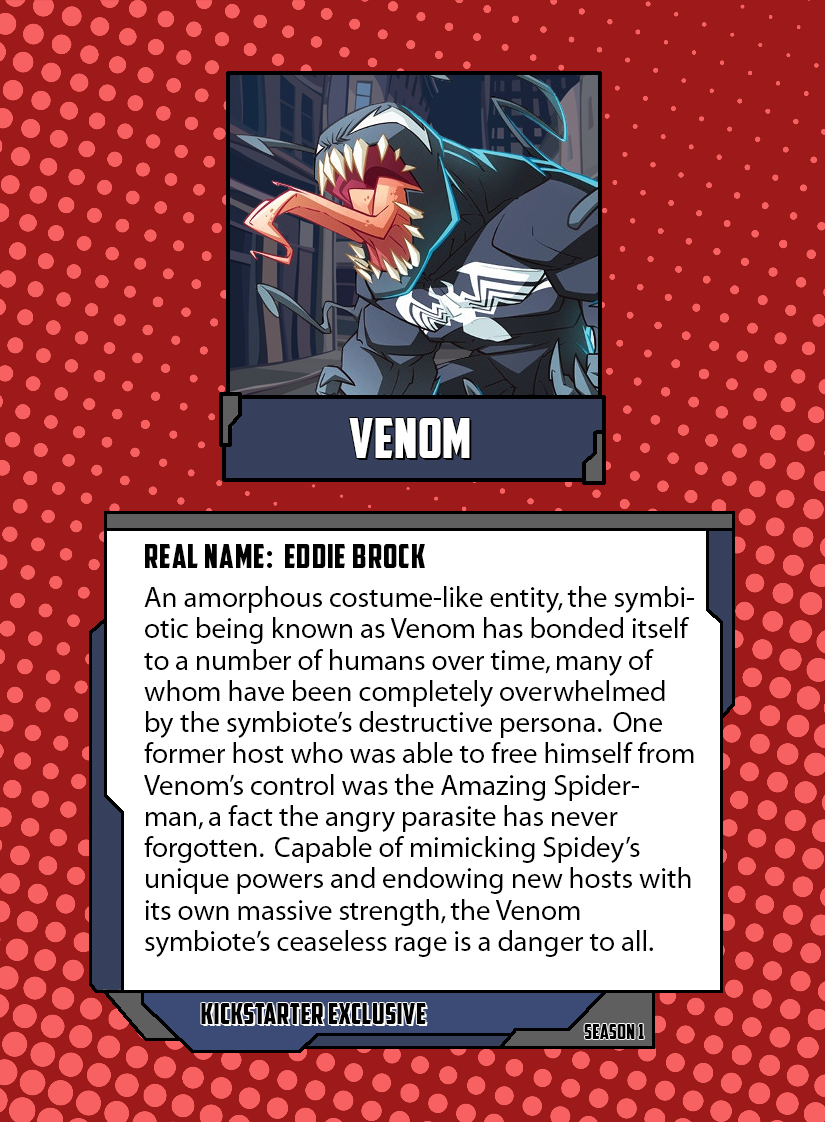 VENOM
REAL NAME: EDDIE BROCK
An amorphous costume-like entity, the symbi-
otic being known as Venom has bonded itself
to a number of humans over time, many of
whom have been completely overwhelmed
by the symbiote's destructive persona. One
former host who was able to free himself from
Venom's control was the Amazing Spider-
man, a fact the angry parasite has never
forgotten. Capable of mimicking Spidey's
unique powers and endowing new hosts with
its own massive strength, the Venom
symbiote's ceaseless rage is a danger to all.
KICKSTARTER EXCLUSIVE
SEASON 1